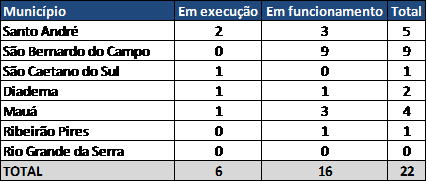 Município Em execução Em funcionamento Total
Santo André 2 3 5
São Bernardo do Campo 0 9 9
São Caetano do Sul 1 0 1
Diadema 1 1 2
Mauá 1 3 4
Ribeirão Pires 0 1 1
Rio Grande da Serra 0 0 0
TOTAL 6 16 22